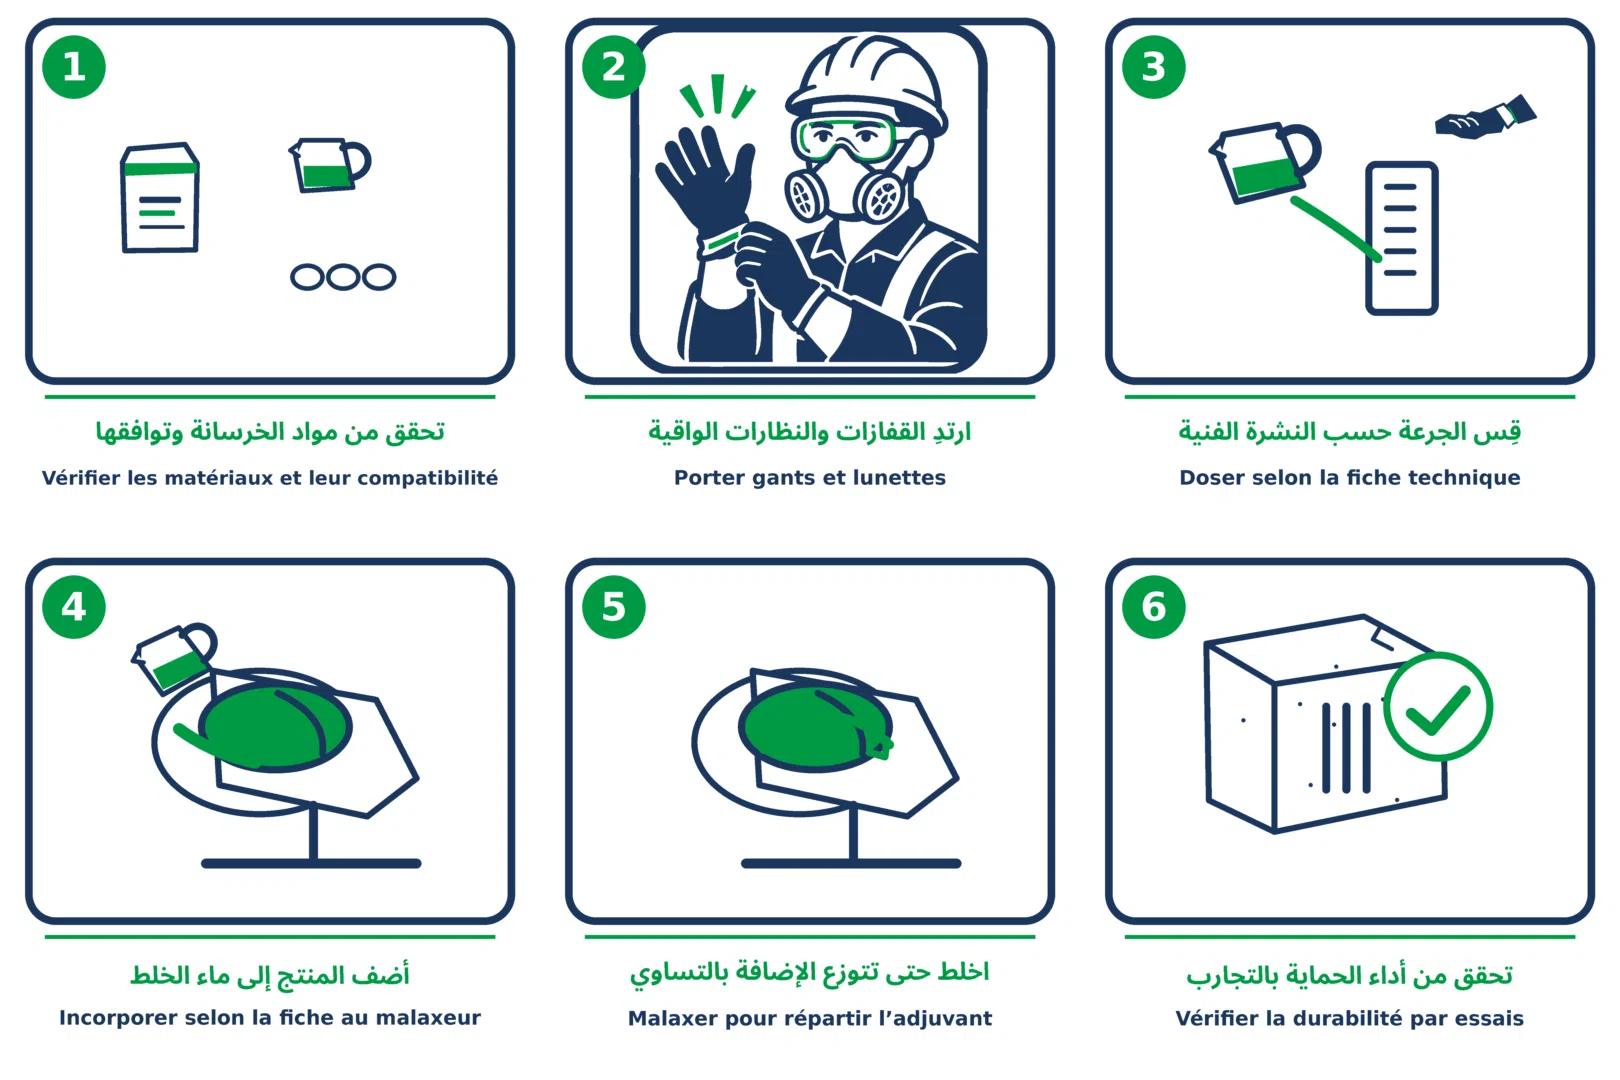 1
تحقق من مواد الخرسانة وتوافقها
Vérifier les matériaux et leur compatibilité
2
ارتدِ القفازات والنظارات الواقية
Porter gants et lunettes
3
قِس الجرعة حسب النشرة الفنية
Doser selon la fiche technique
4
أضف المنتج إلى ماء الخلط
Incorporer selon la fiche au malaxeur
5
اخلط حتى تتوزع الإضافة بالتساوي
Malaxer pour répartir l’adjuvant
6
تحقق من أداء الحماية بالتجارب
Vérifier la durabilité par essais